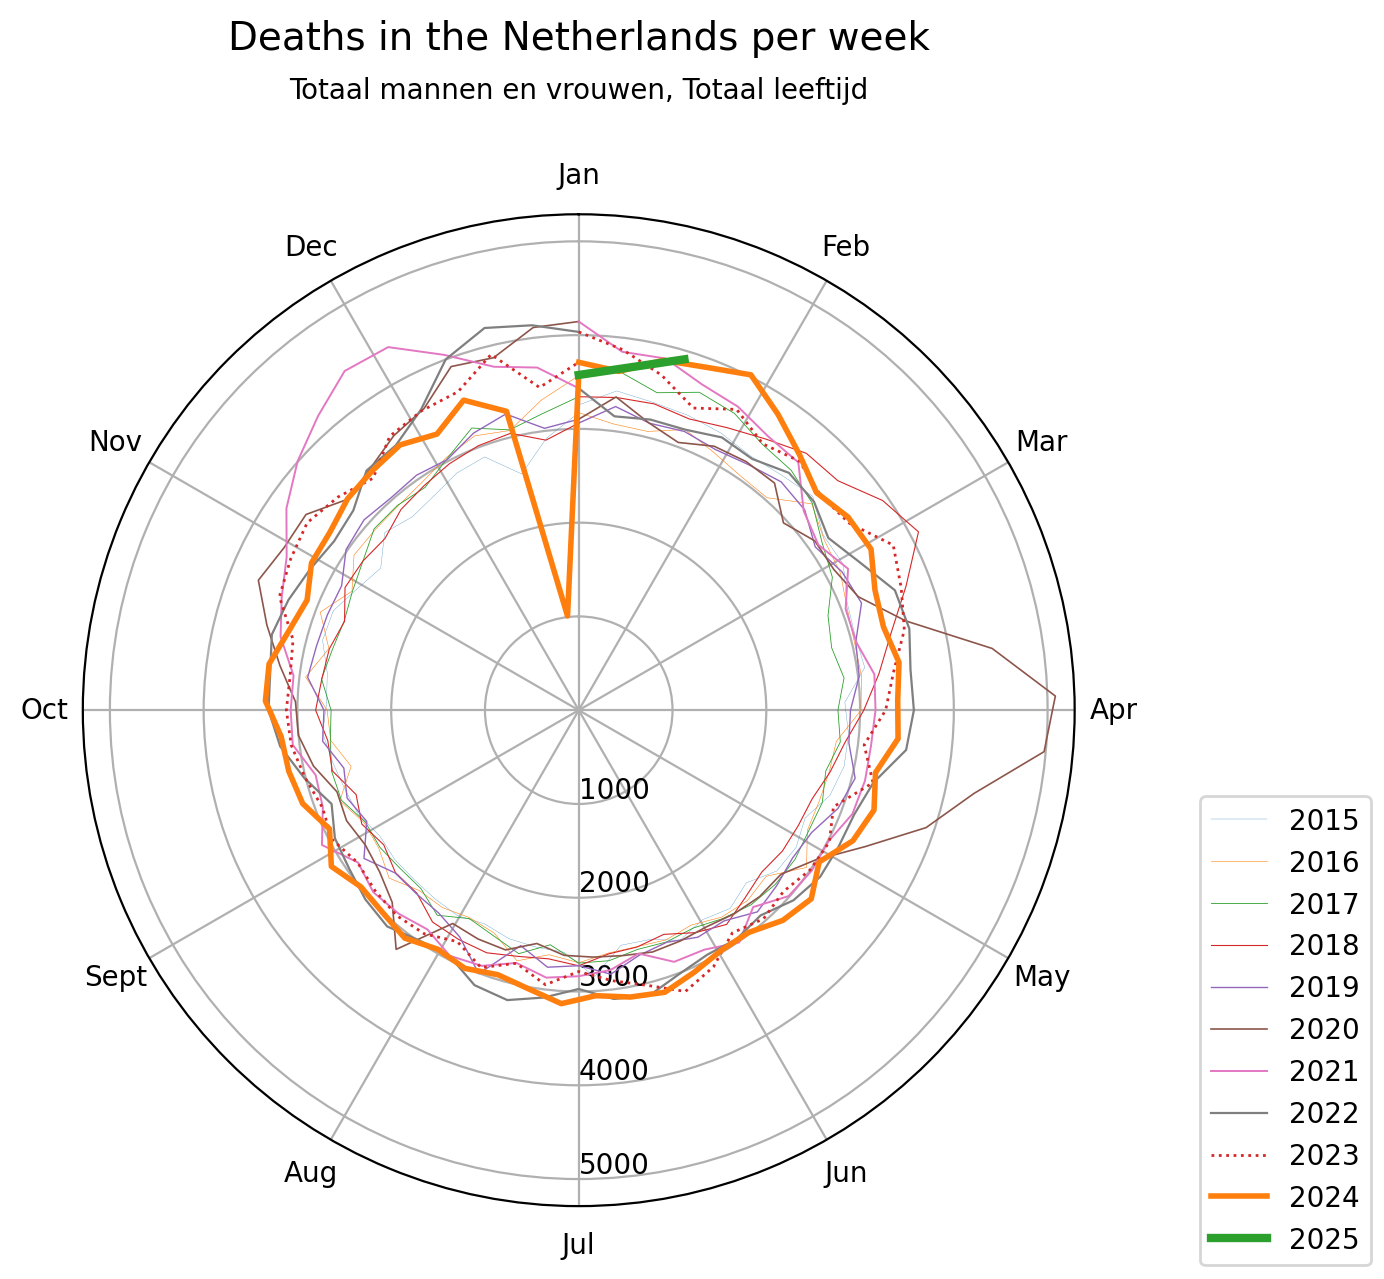 Deaths in the Netherlands per week
Totaal mannen en vrouwen, Totaal leeftijd
Jan
Feb
Mar
Apr
May
Jun
Jul
Aug
Sept
Oct
Nov
Dec
1000
2000
3000
4000
5000
2015
2016
2017
2018
2019
2020
2021
2022
2023
2024
2025